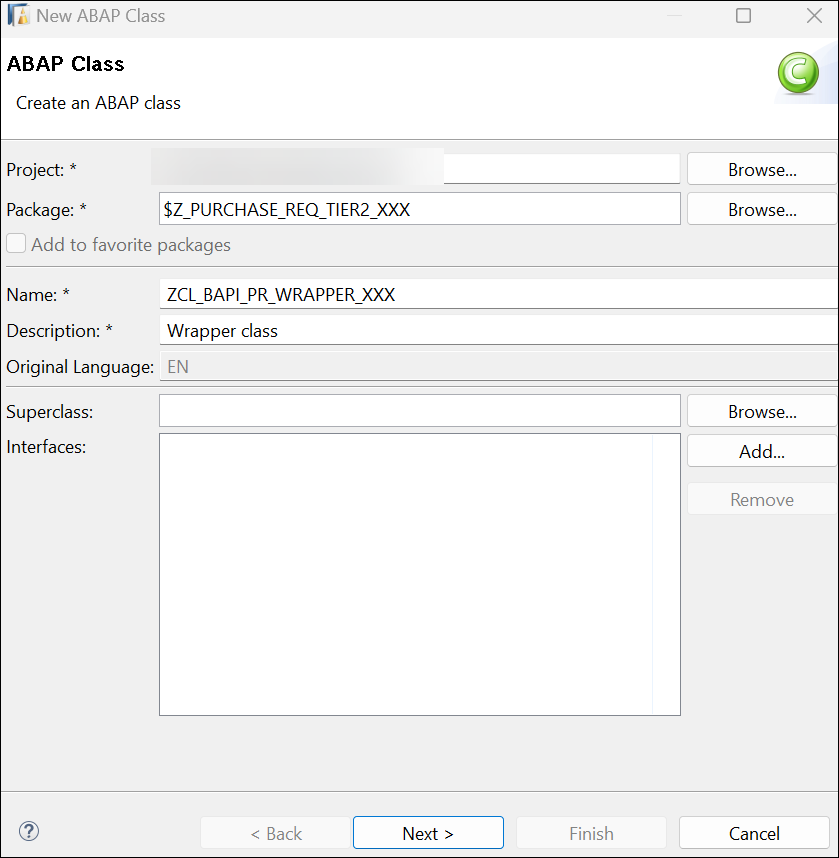 New ABAP Class
ABAP Class
Create an ABAP class
Project: *
Browse...
Package: * $Z_PURCHASE_REQ_TIER2_XXX Browse...
Add to favorite packages
Name: * ZCL_BAPI_PR_WRAPPER_XXX
Description: * Wrapper class
Original Language: EN
Superclass: Browse...
Interfaces:
Add...
Remove
< Back Next > Finish Cancel